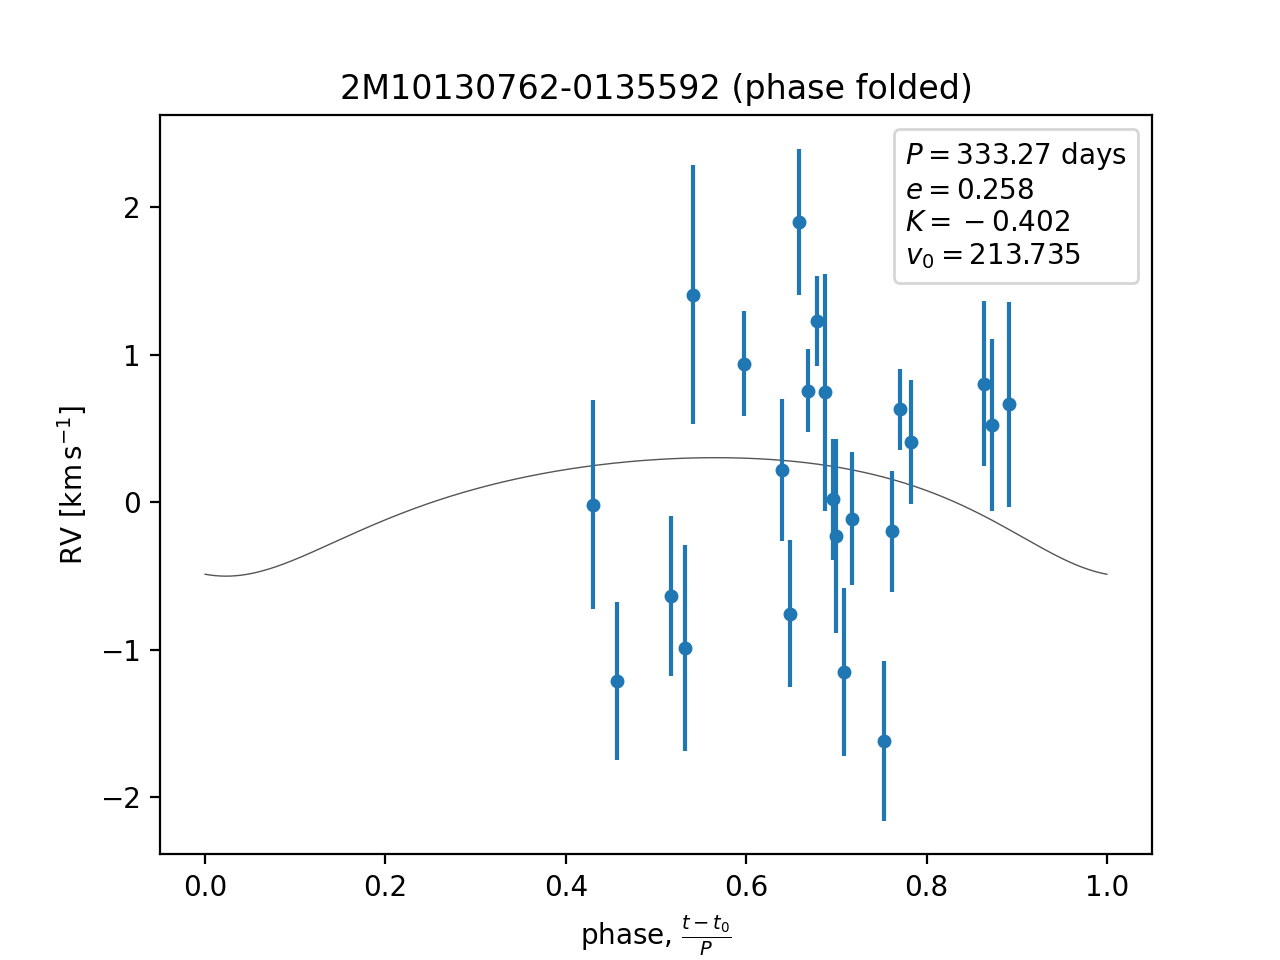 2M10130762-0135592 (phase folded)
P = 333.27 days
e = 0.258
K = −0.402
v₀ = 213.735
RV [km s⁻¹]
2
1
0
−1
−2
0.0 0.2 0.4 0.6 0.8 1.0
phase, (t − t₀)/P